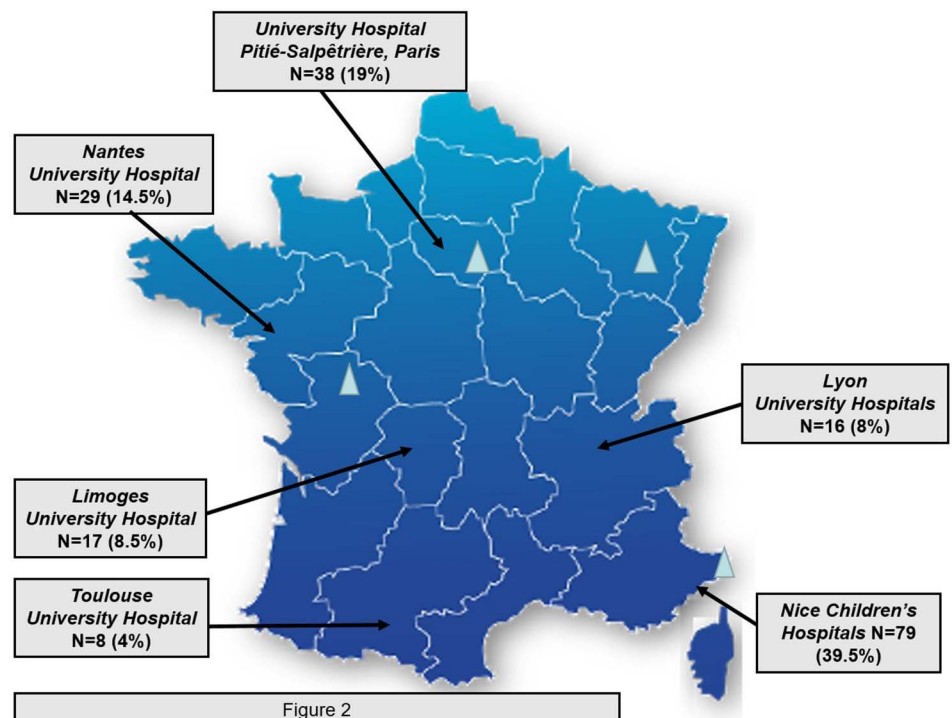 University Hospital
Pitié-Salpêtrière, Paris
N=38 (19%)
Nantes
University Hospital
N=29 (14.5%)
Lyon
University Hospitals
N=16 (8%)
Limoges
University Hospital
N=17 (8.5%)
Toulouse
University Hospital
N=8 (4%)
Nice Children's
Hospitals N=79
(39.5%)
Figure 2